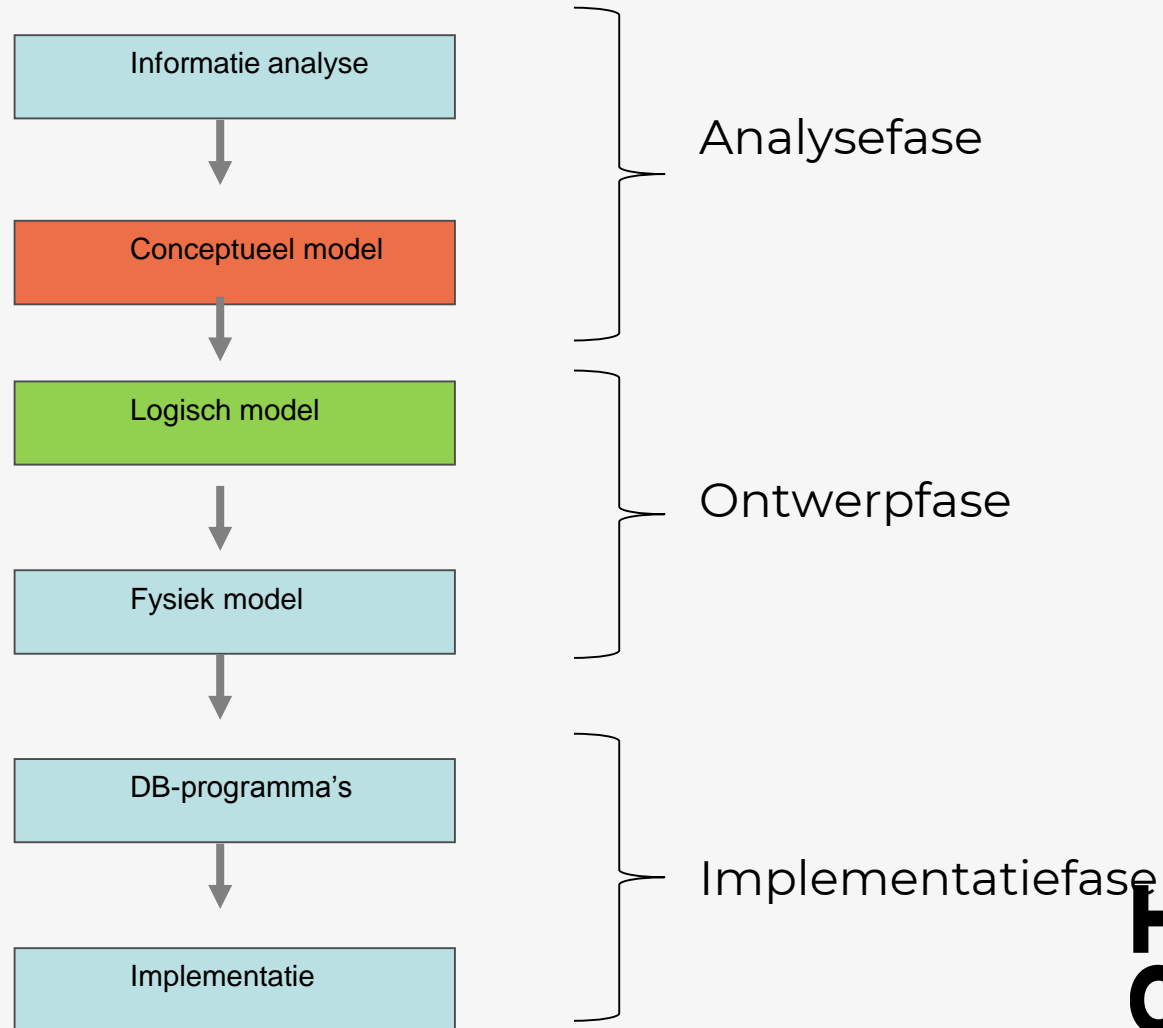 Informatie analyse
Analysefase
Conceptueel model
Logisch model
Ontwerpfase
Fysiek model
DB-programma's
Implementatiefase
Implementatie